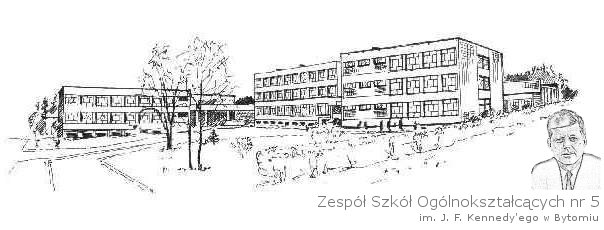 Zespół Szkół Ogólnokształcących nr 5
im. J. F. Kennedy'ego w Bytomiu